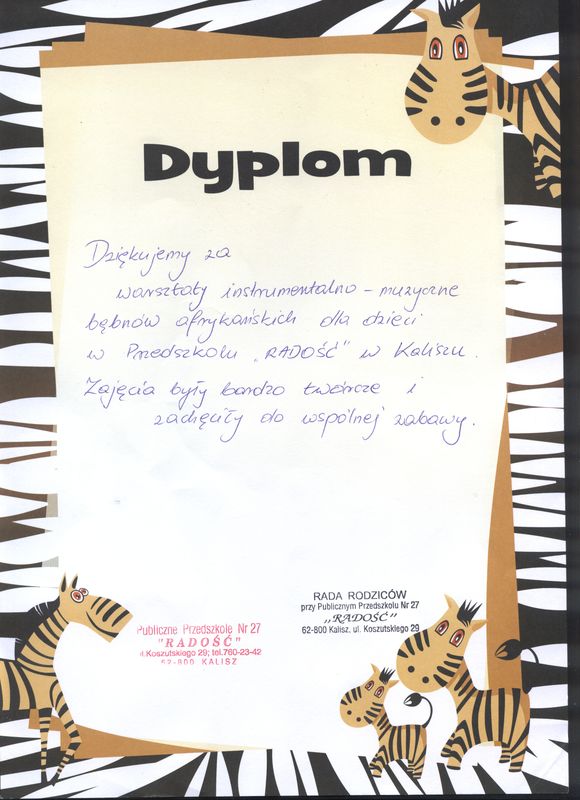 Dyplom
Dziękujemy za
warsztaty instrumentalno - muzyczne
bębnów afrykańskich dla dzieci
w Przedszkolu „RADOŚĆ" w Kaliszu.
Zajęcia były bardzo twórcze i
zachęciły do wspólnej zabawy.
Publiczne Przedszkole Nr 27
"RADOŚĆ"
ul.Koszutskiego 29; tel.760-23-42
62-800 KALISZ
RADA RODZICÓW
przy Publicznym Przedszkolu Nr 27
,,RADOŚĆ"
62-800 Kalisz, ul. Koszutskiego 29